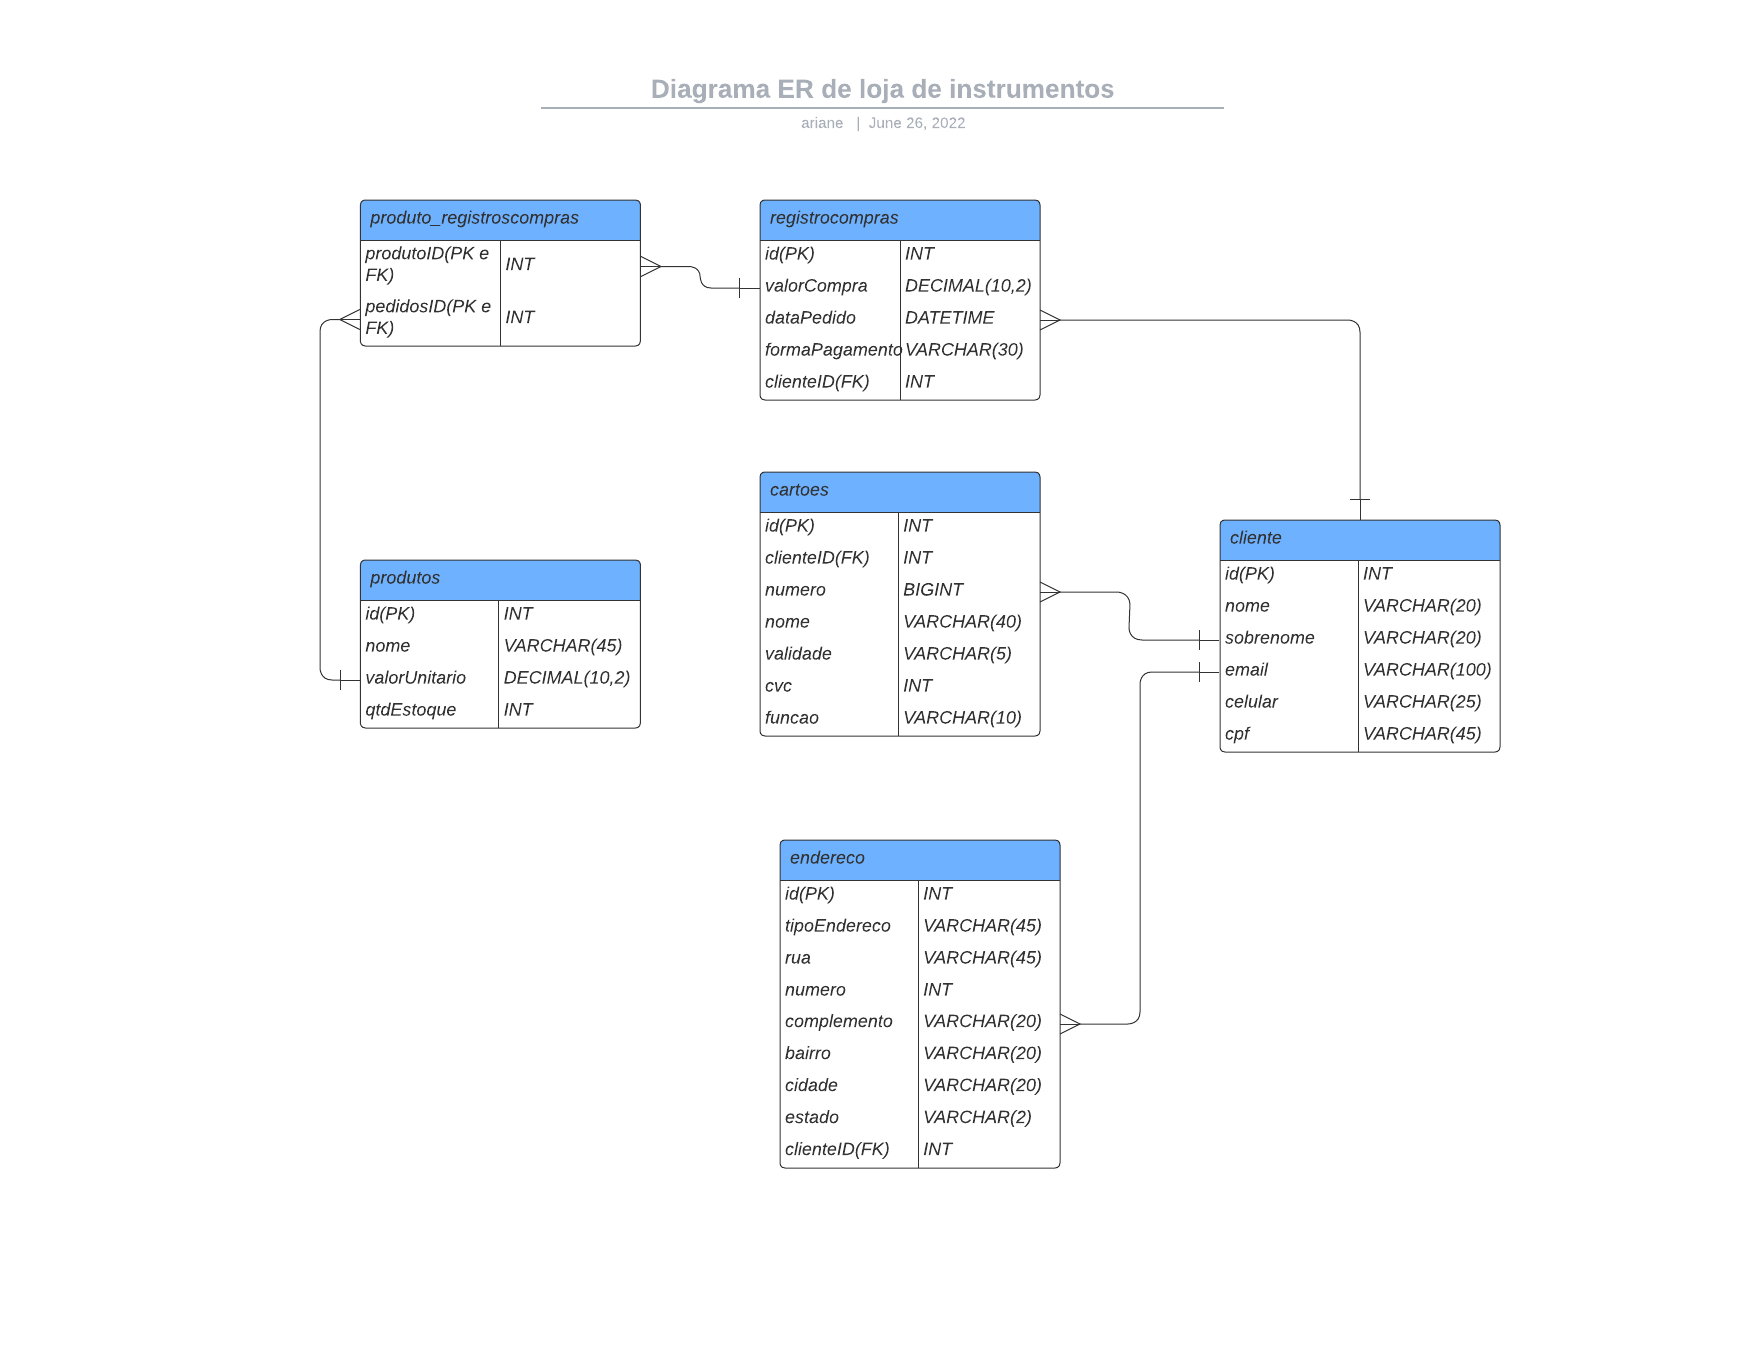 Diagrama ER de loja de instrumentos
ariane | June 26, 2022
produto_registroscompras
produtoID(PK e
FK)
INT
pedidosID(PK e
FK)
INT
registrocompras
id(PK) INT
valorCompra DECIMAL(10,2)
dataPedido DATETIME
formaPagamento VARCHAR(30)
clienteID(FK) INT
cartoes
id(PK) INT
clienteID(FK) INT
numero BIGINT
nome VARCHAR(40)
validade VARCHAR(5)
cvc INT
funcao VARCHAR(10)
cliente
id(PK) INT
nome VARCHAR(20)
sobrenome VARCHAR(20)
email VARCHAR(100)
celular VARCHAR(25)
cpf VARCHAR(45)
produtos
id(PK) INT
nome VARCHAR(45)
valorUnitario DECIMAL(10,2)
qtdEstoque INT
endereco
id(PK) INT
tipoEndereco VARCHAR(45)
rua VARCHAR(45)
numero INT
complemento VARCHAR(20)
bairro VARCHAR(20)
cidade VARCHAR(20)
estado VARCHAR(2)
clienteID(FK) INT